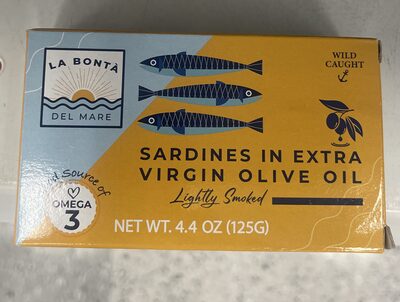 LA BONTÀ
DEL MARE
WILD
CAUGHT
SARDINES IN EXTRA
VIRGIN OLIVE OIL
Lightly Smoked
source of
OMEGA
3
NET WT. 4.4 OZ (125G)